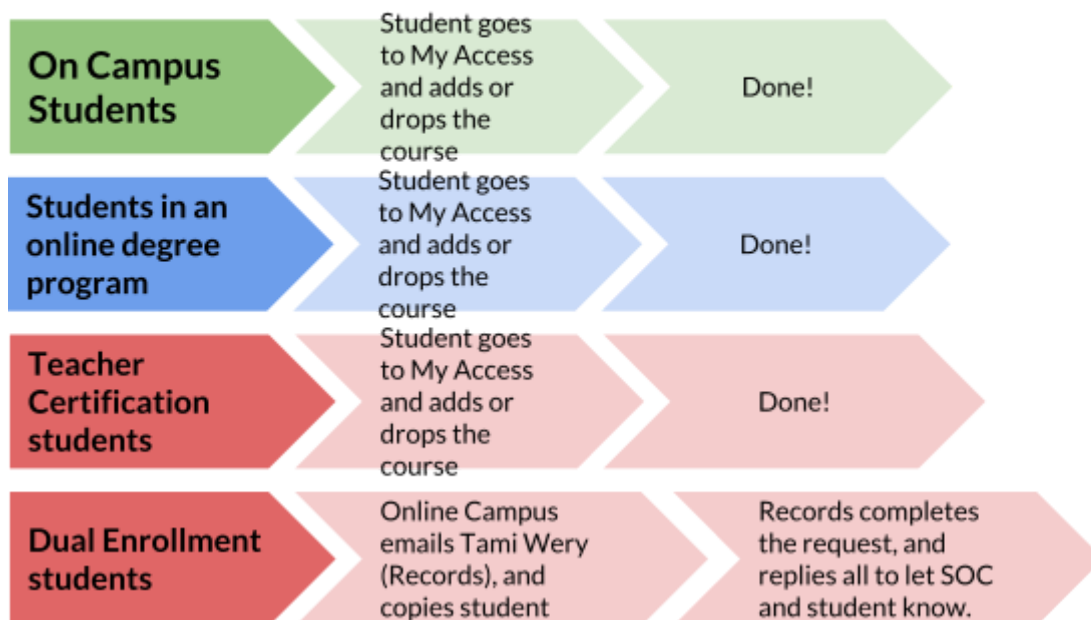 On Campus
Students
Student goes
to My Access
and adds or
drops the
course
Done!
Students in an
online degree
program
Student goes
to My Access
and adds or
drops the
course
Done!
Teacher
Certification
students
Student goes
to My Access
and adds or
drops the
course
Done!
Dual Enrollment
students
Online Campus
emails Tami Wery
(Records), and
copies student
Records completes
the request, and
replies all to let SOC
and student know.